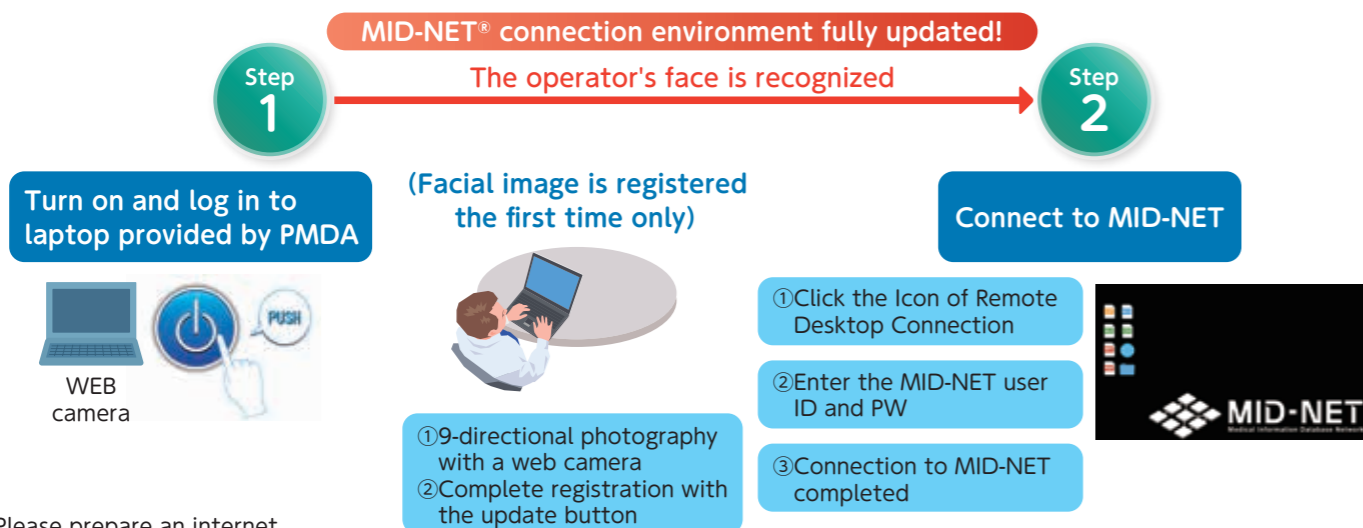 MID-NET® connection environment fully updated!
Step
1
The operator's face is recognized
Step
2
Turn on and log in to
laptop provided by PMDA
PUSH
WEB
camera
(Facial image is registered
the first time only)
①9-directional photography
with a web camera
②Complete registration with
the update button
Connect to MID-NET
①Click the Icon of Remote
Desktop Connection
②Enter the MID-NET user
ID and PW
③Connection to MID-NET
completed
MID-NET
Medical Information Database Network
Please prepare an internet